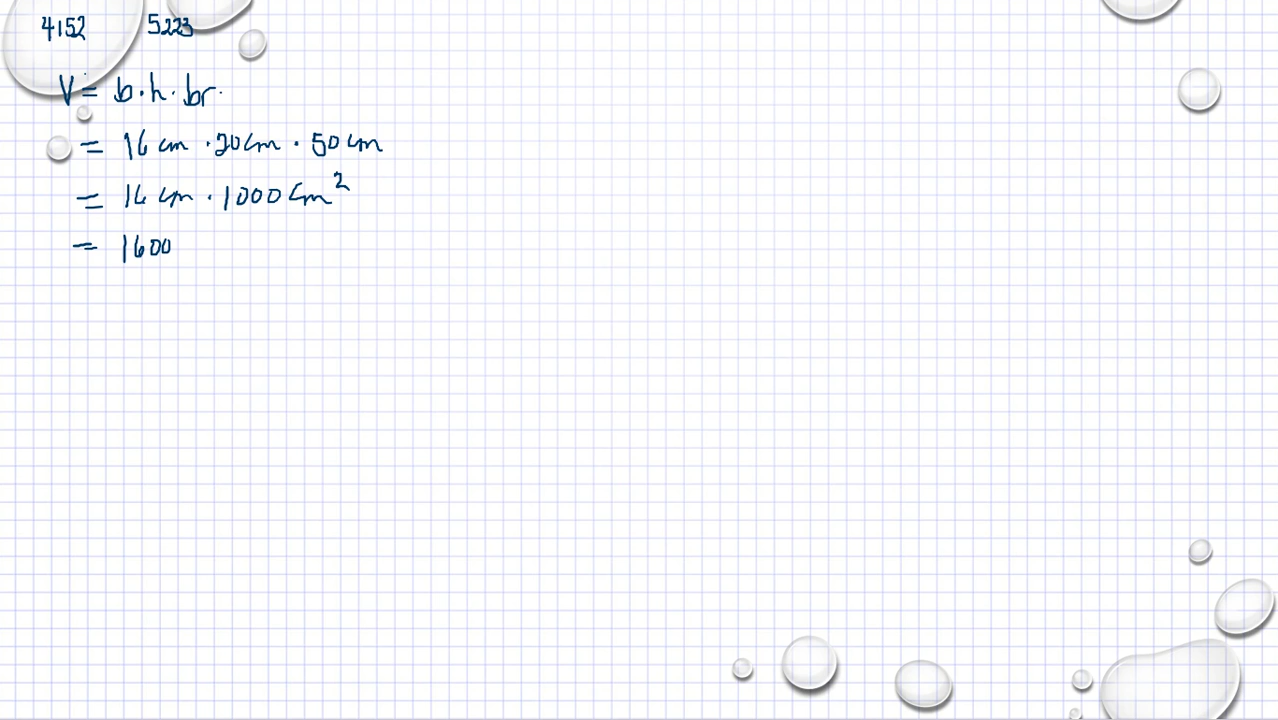 4152 5223
V = b · h · br.
= 16 cm · 20 cm · 50 cm
= 16 cm · 1000 cm²
= 1600